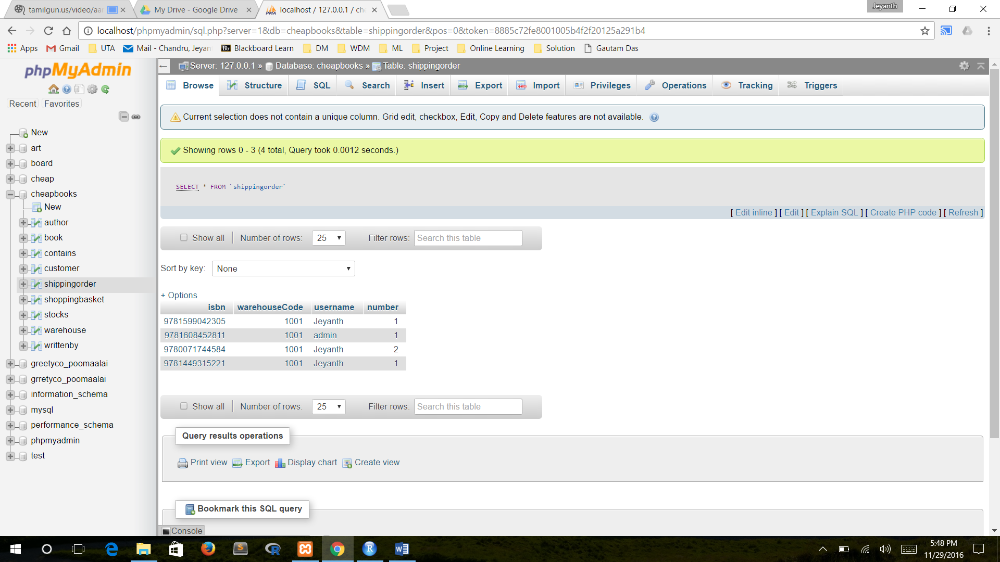 tamilgun.us/video/aar
My Drive - Google Drive
localhost / 127.0.0.1 / che
Jeyanth
localhost/phpmyadmin/sql.php?server=1&db=cheapbooks&table=shippingorder&pos=0&token=8885c72fe8001005b4f2f20125a291b4
Apps
Gmail
UTA
Mail - Chandru, Jeyan
Bb Blackboard Learn
DM
WDM
ML
Project
Online Learning
Solution
Gautam Das
phpMyAdmin
Recent Favorites
New
art
board
cheap
cheapbooks
New
author
book
contains
customer
shippingorder
shoppingbasket
stocks
warehouse
writtenby
greetyco_poomaalai
grretyco_poomaalai
information_schema
mysql
performance_schema
phpmyadmin
test
Server: 127.0.0.1 » Database: cheapbooks » Table: shippingorder
Browse Structure SQL Search Insert Export Import Privileges Operations Tracking Triggers
Current selection does not contain a unique column. Grid edit, checkbox, Edit, Copy and Delete features are not available.
Showing rows 0 - 3 (4 total, Query took 0.0012 seconds.)
SELECT * FROM `shippingorder`
[ Edit inline ] [ Edit ] [ Explain SQL ] [ Create PHP code ] [ Refresh ]
Show all Number of rows: 25 Filter rows: Search this table
Sort by key: None
+ Options
isbn warehouseCode username number
9781599042305 1001 Jeyanth 1
9781608452811 1001 admin 1
9780071744584 1001 Jeyanth 2
9781449315221 1001 Jeyanth 1
Show all Number of rows: 25 Filter rows: Search this table
Query results operations
Print view Export Display chart Create view
Bookmark this SQL query
Console
5:48 PM
11/29/2016